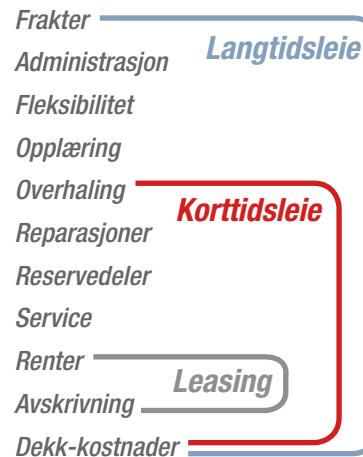 Frakter
Langtidsleie
Administrasjon
Fleksibilitet
Opplæring
Overhaling
Korttidsleie
Reparasjoner
Reservedeler
Service
Renter
Leasing
Avskrivning
Dekk-kostnader